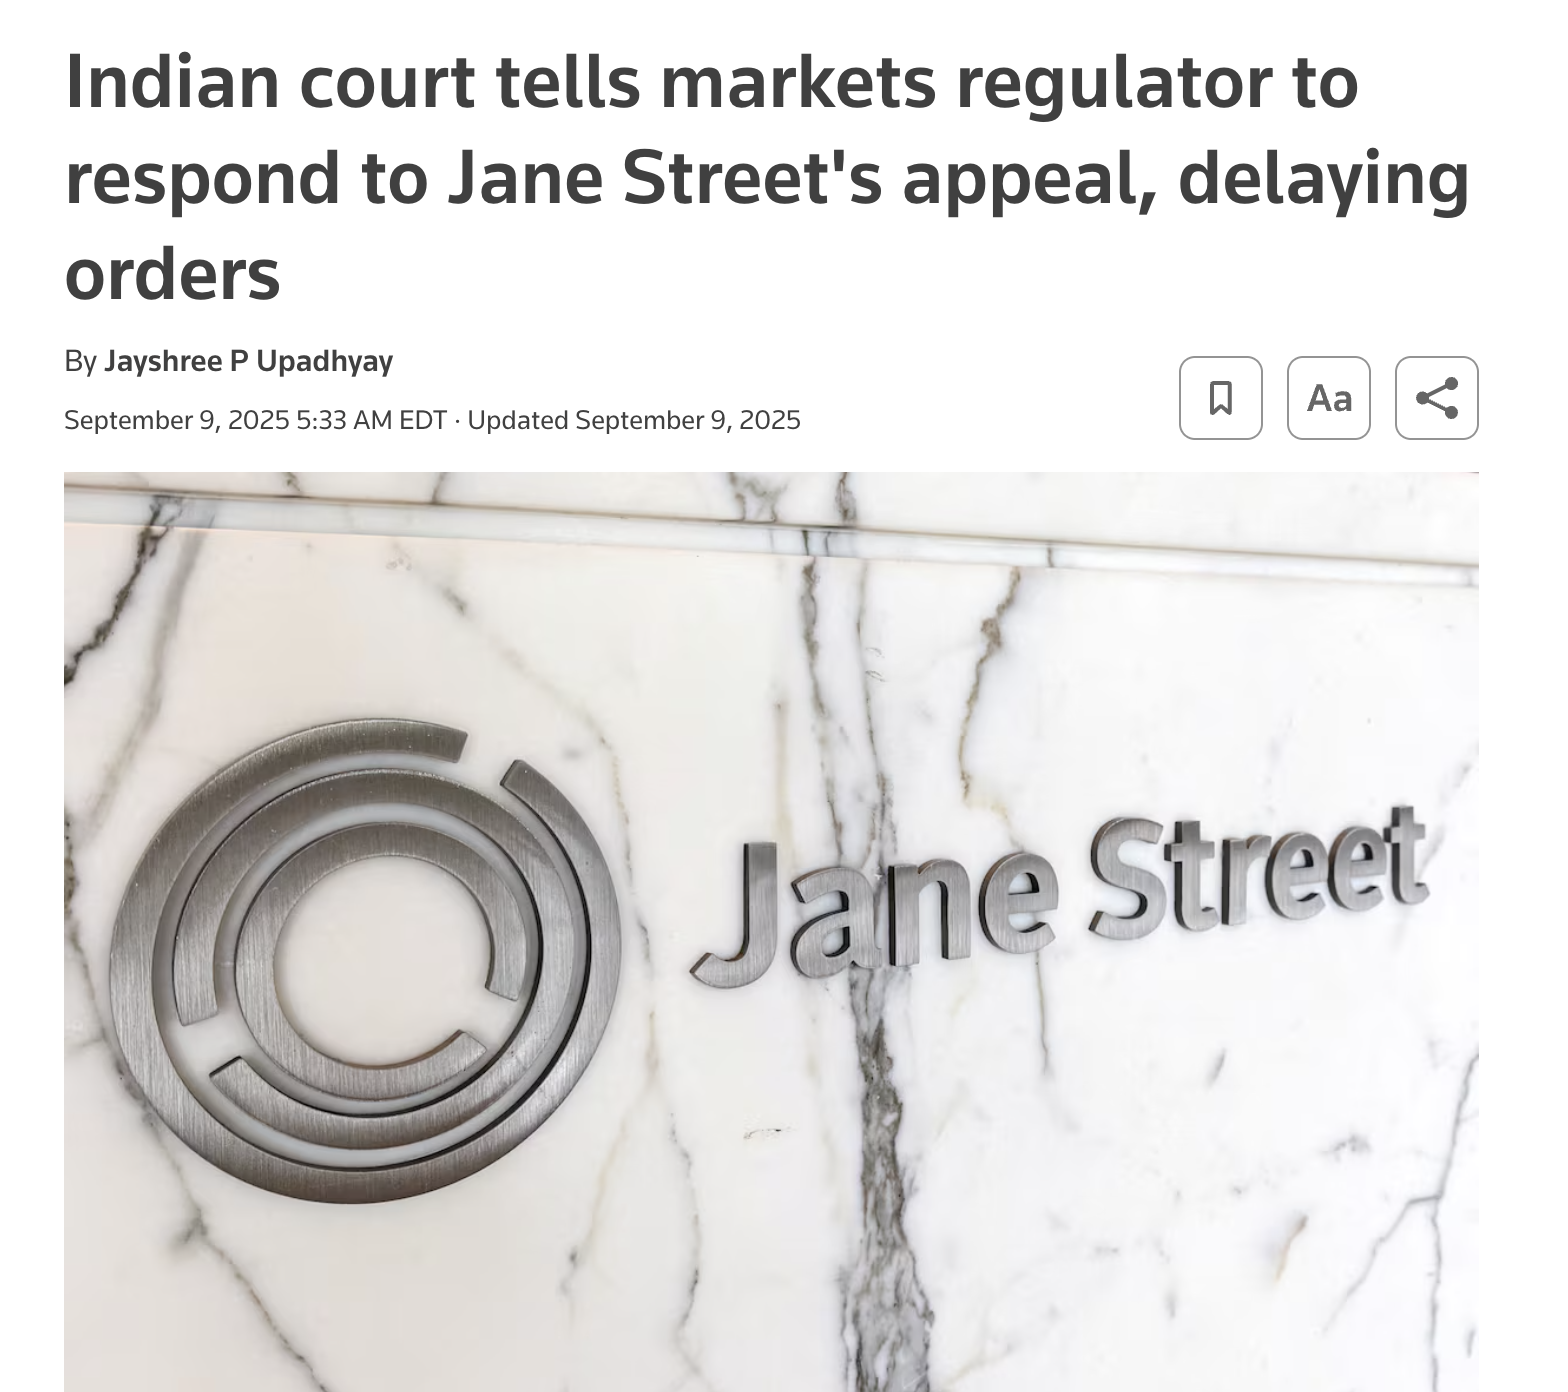 Indian court tells markets regulator to
respond to Jane Street's appeal, delaying
orders
By Jayshree P Upadhyay
September 9, 2025 5:33 AM EDT · Updated September 9, 2025
Aa
Jane Street